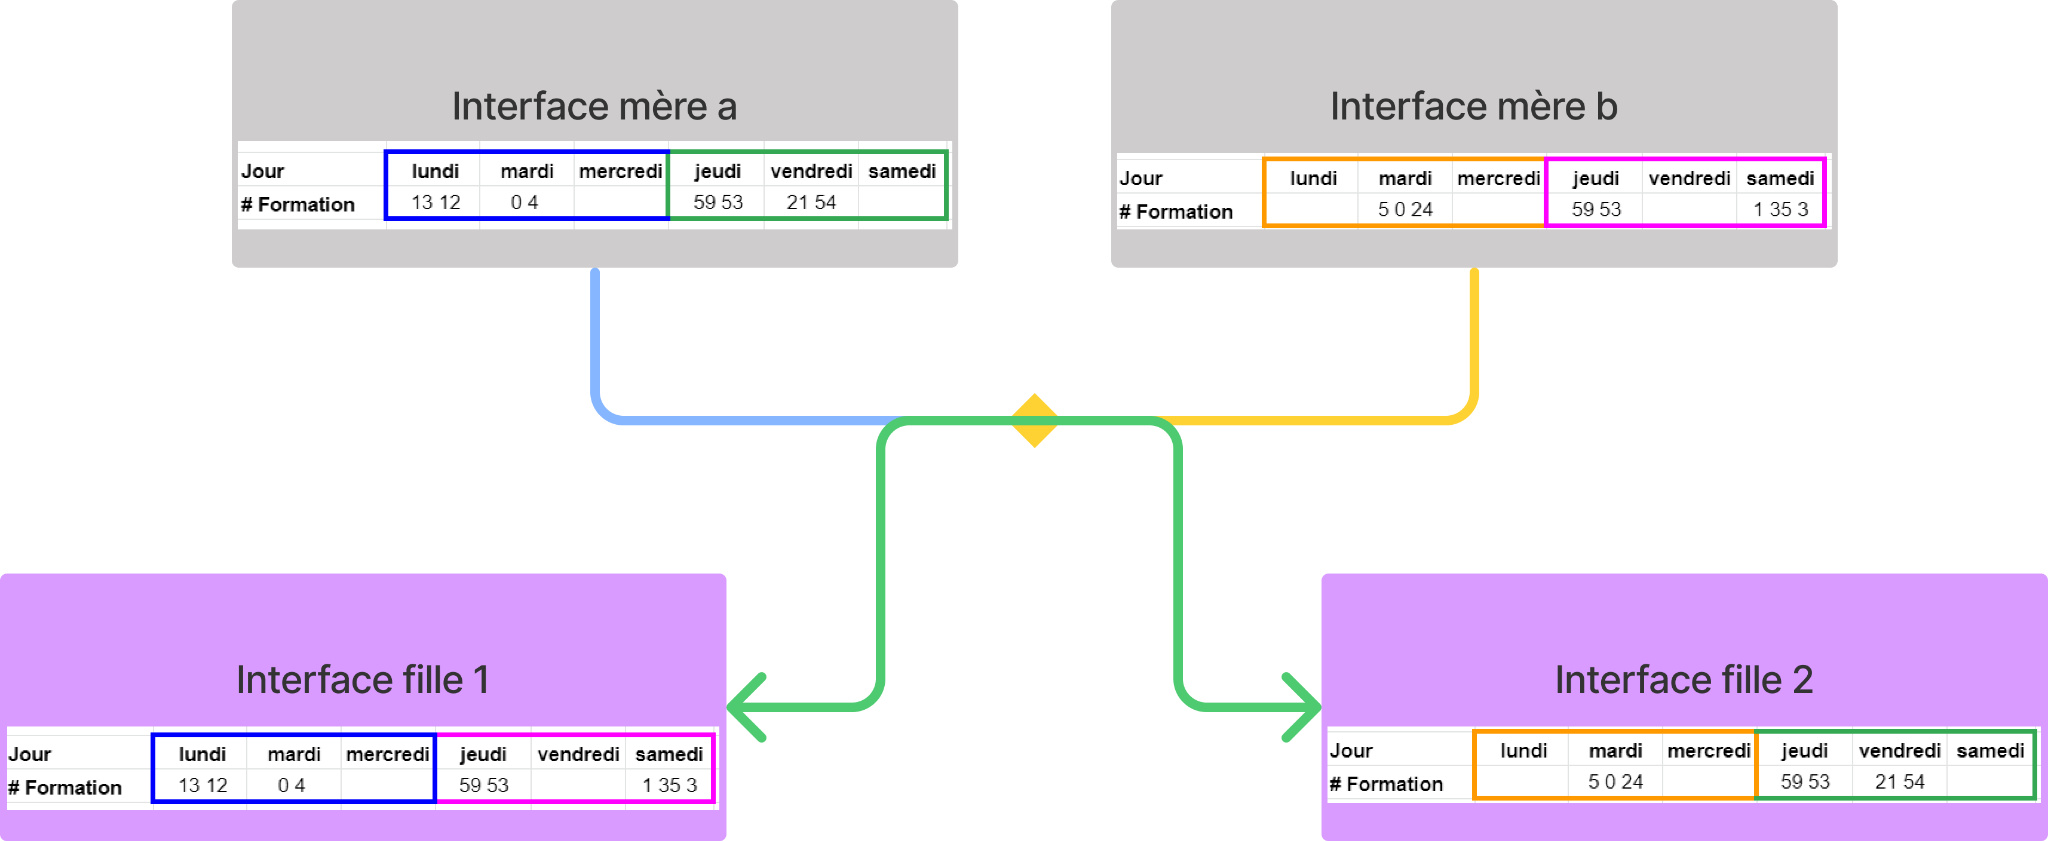 Interface mère a
Jour lundi mardi mercredi jeudi vendredi samedi
# Formation 13 12 0 4 59 53 21 54
Interface mère b
Jour lundi mardi mercredi jeudi vendredi samedi
# Formation 5 0 24 59 53 1 35 3
Interface fille 1
Jour lundi mardi mercredi jeudi vendredi samedi
# Formation 13 12 0 4 59 53 1 35 3
Interface fille 2
Jour lundi mardi mercredi jeudi vendredi samedi
# Formation 5 0 24 59 53 21 54